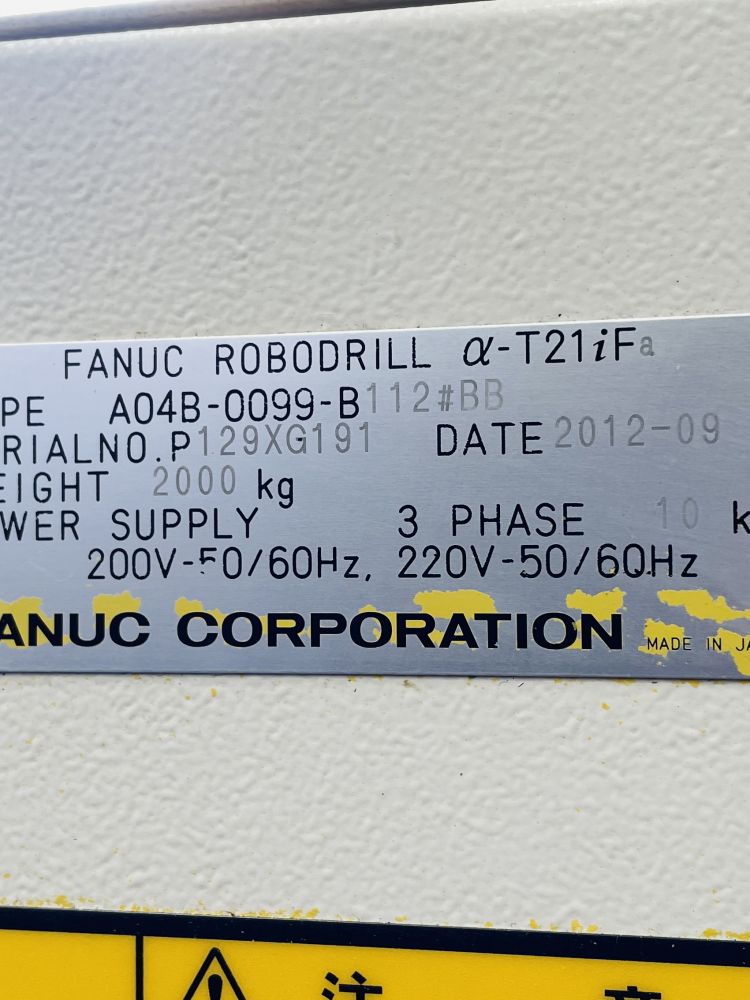 FANUC ROBODRILL α-T21iFa
PE A04B-0099-B112#BB
RIALNO.P129XG191 DATE 2012-09
EIGHT 2000 kg
WER SUPPLY 3 PHASE 10 k
200V-50/60Hz, 220V-50/60Hz
ANUC CORPORATION MADE IN JA
注